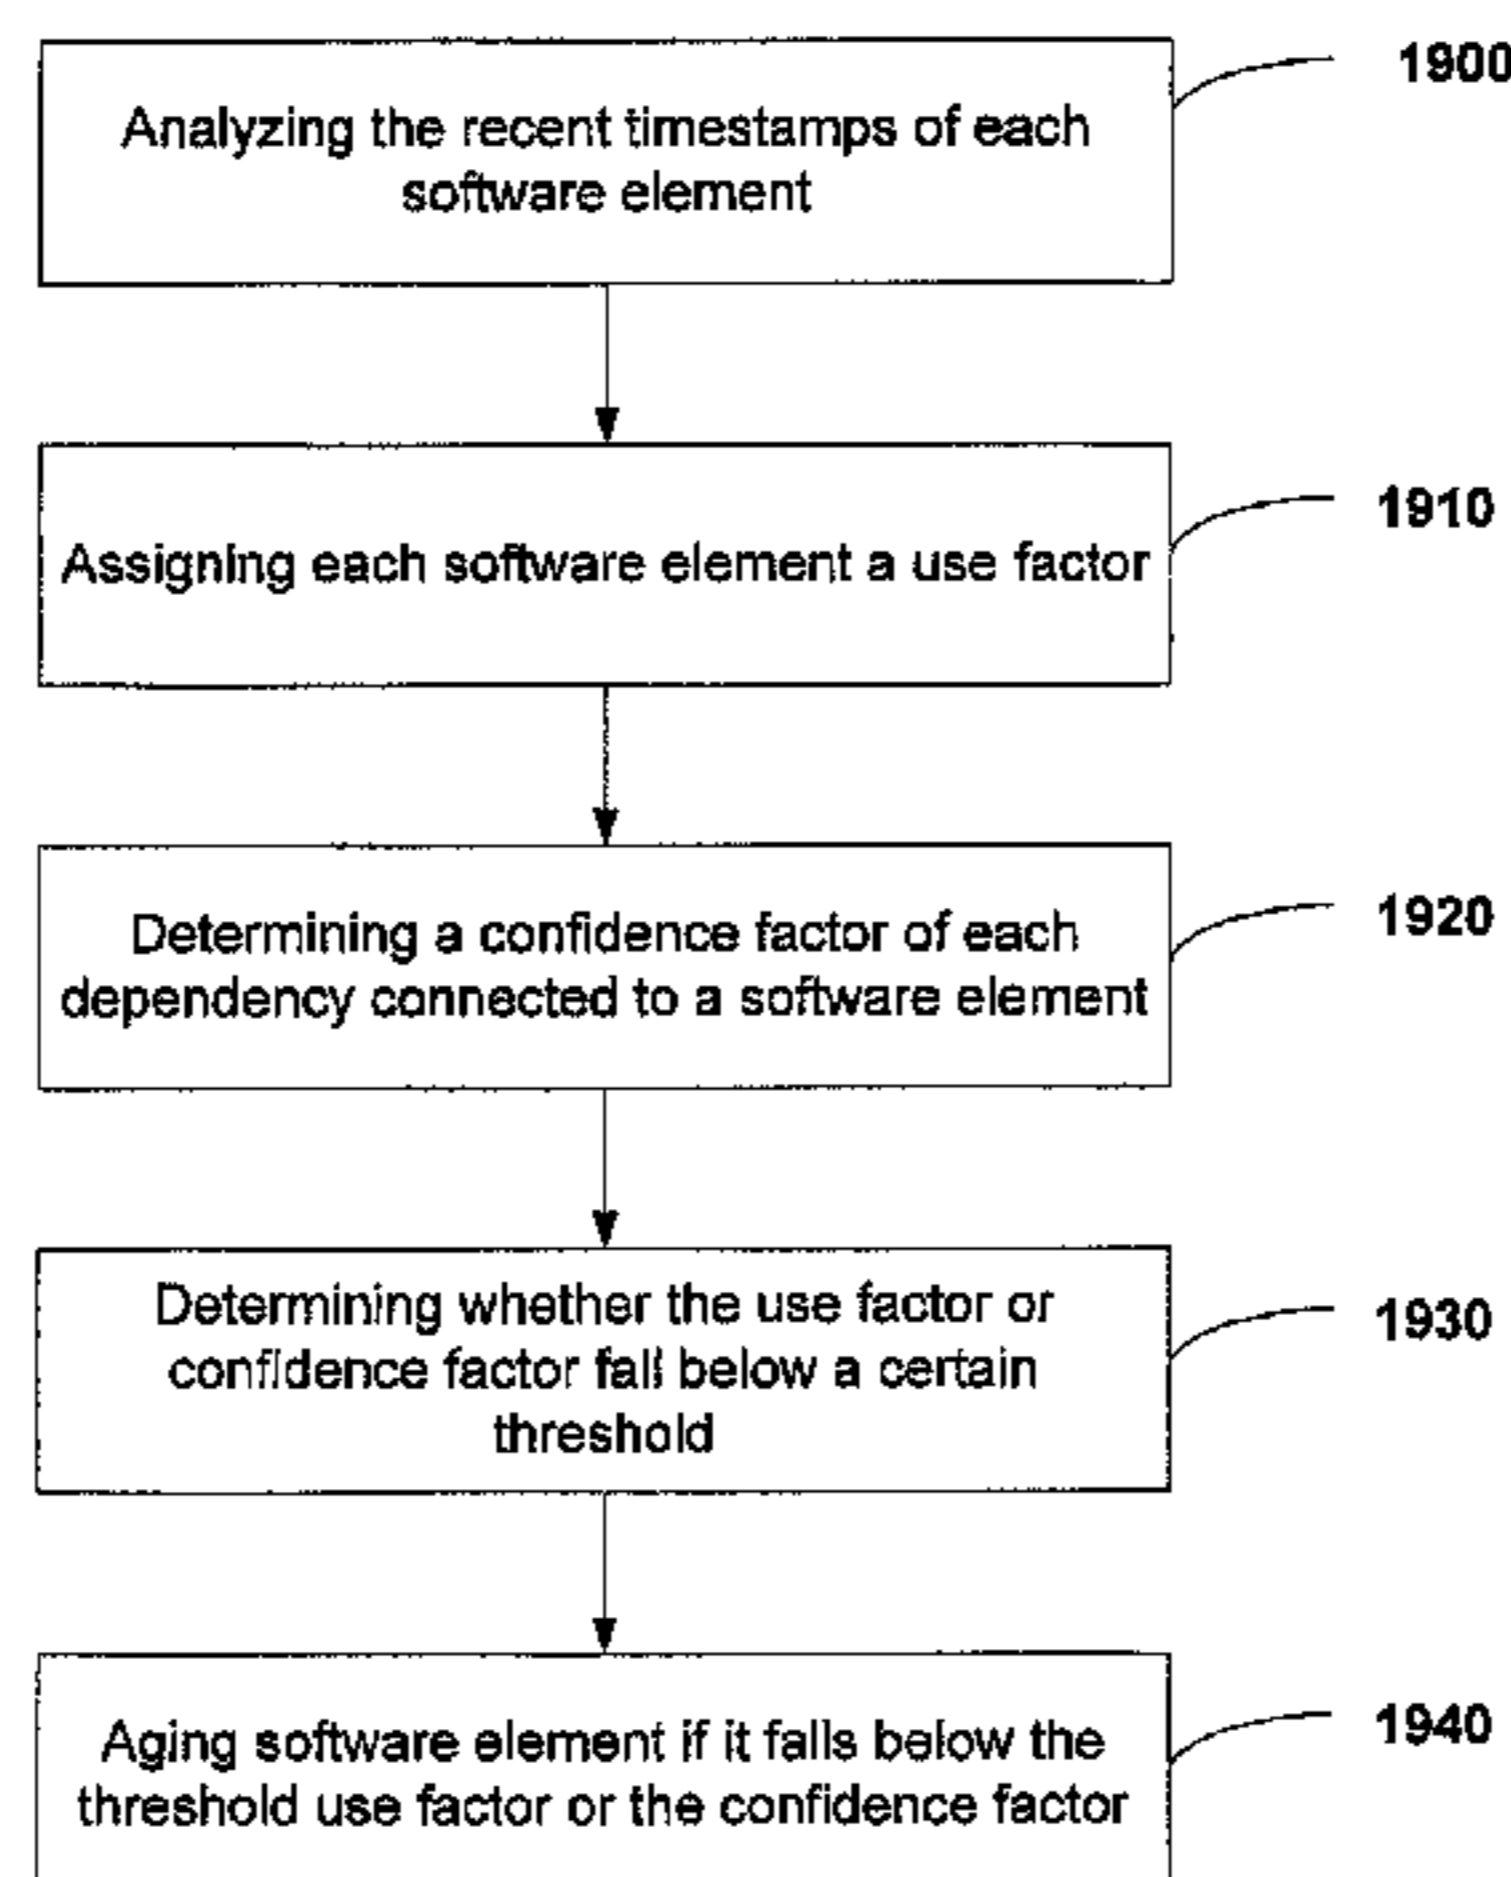 1900
Analyzing the recent timestamps of each
software element
1910
Assigning each software element a use factor
1920
Determining a confidence factor of each
dependency connected to a software element
1930
Determining whether the use factor or
confidence factor fall below a certain
threshold
1940
Aging software element if it falls below the
threshold use factor or the confidence factor